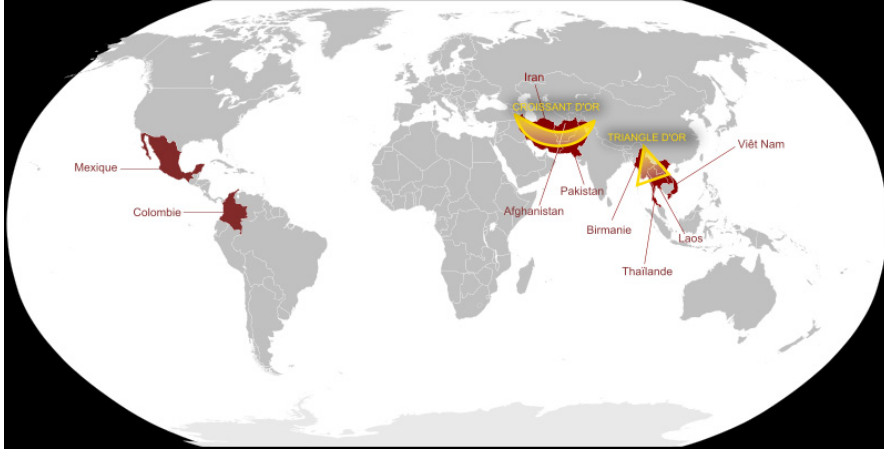 Iran
CROISSANT D'OR
TRIANGLE D'OR
Viêt Nam
Mexique
Pakistan
Colombie
Afghanistan
Birmanie
Laos
Thaïlande